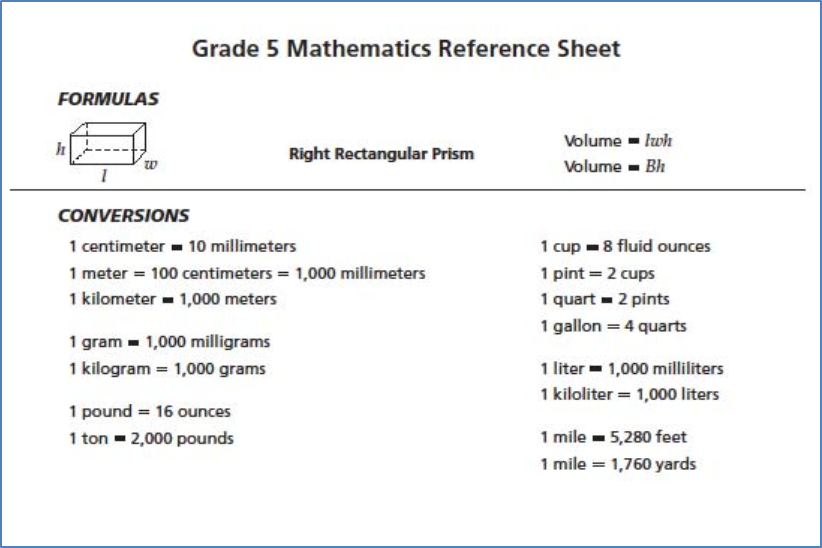 Grade 5 Mathematics Reference Sheet
FORMULAS
h
l
w
Right Rectangular Prism
Volume = lwh
Volume = Bh
CONVERSIONS
1 centimeter = 10 millimeters
1 meter = 100 centimeters = 1,000 millimeters
1 kilometer = 1,000 meters
1 gram = 1,000 milligrams
1 kilogram = 1,000 grams
1 pound = 16 ounces
1 ton = 2,000 pounds
1 cup = 8 fluid ounces
1 pint = 2 cups
1 quart = 2 pints
1 gallon = 4 quarts
1 liter = 1,000 milliliters
1 kiloliter = 1,000 liters
1 mile = 5,280 feet
1 mile = 1,760 yards